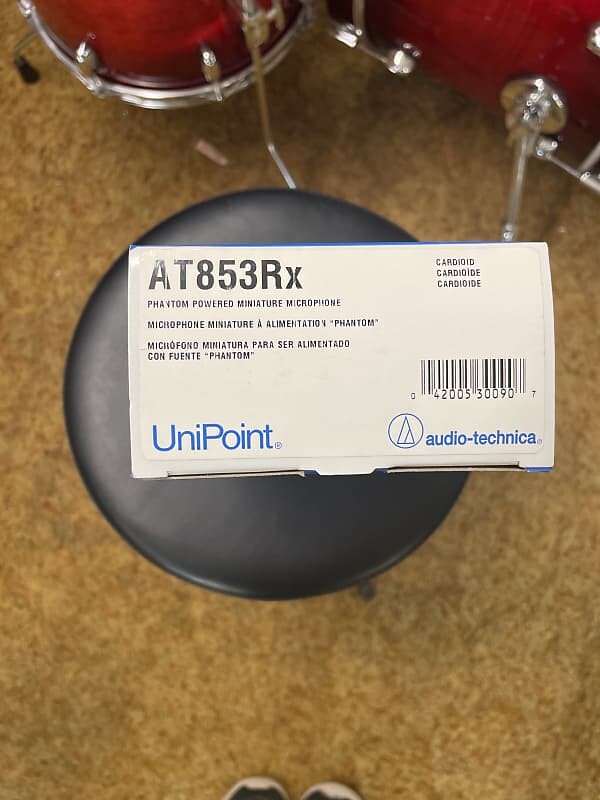 AT853Rx
PHANTOM POWERED MINIATURE MICROPHONE
MICROPHONE MINIATURE À ALIMENTATION "PHANTOM"
MICRÓFONO MINIATURA PARA SER ALIMENTADO
CON FUENTE "PHANTOM"
CARDIOID
CARDIOÏDE
CARDIOIDE
0 42005 30090 7
UniPoint®
audio-technica®